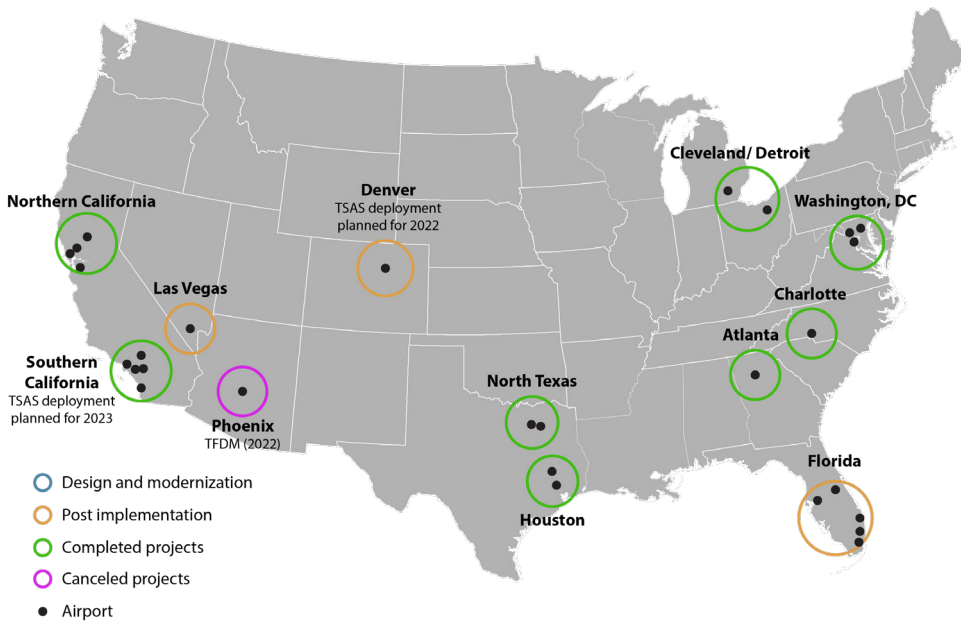 Cleveland/ Detroit
Denver
TSAS deployment
planned for 2022
Northern California
Washington, DC
Las Vegas
Charlotte
Atlanta
Southern
California
TSAS deployment
planned for 2023
North Texas
Phoenix
TFDM (2022)
Florida
Houston
Design and modernization
Post implementation
Completed projects
Canceled projects
Airport